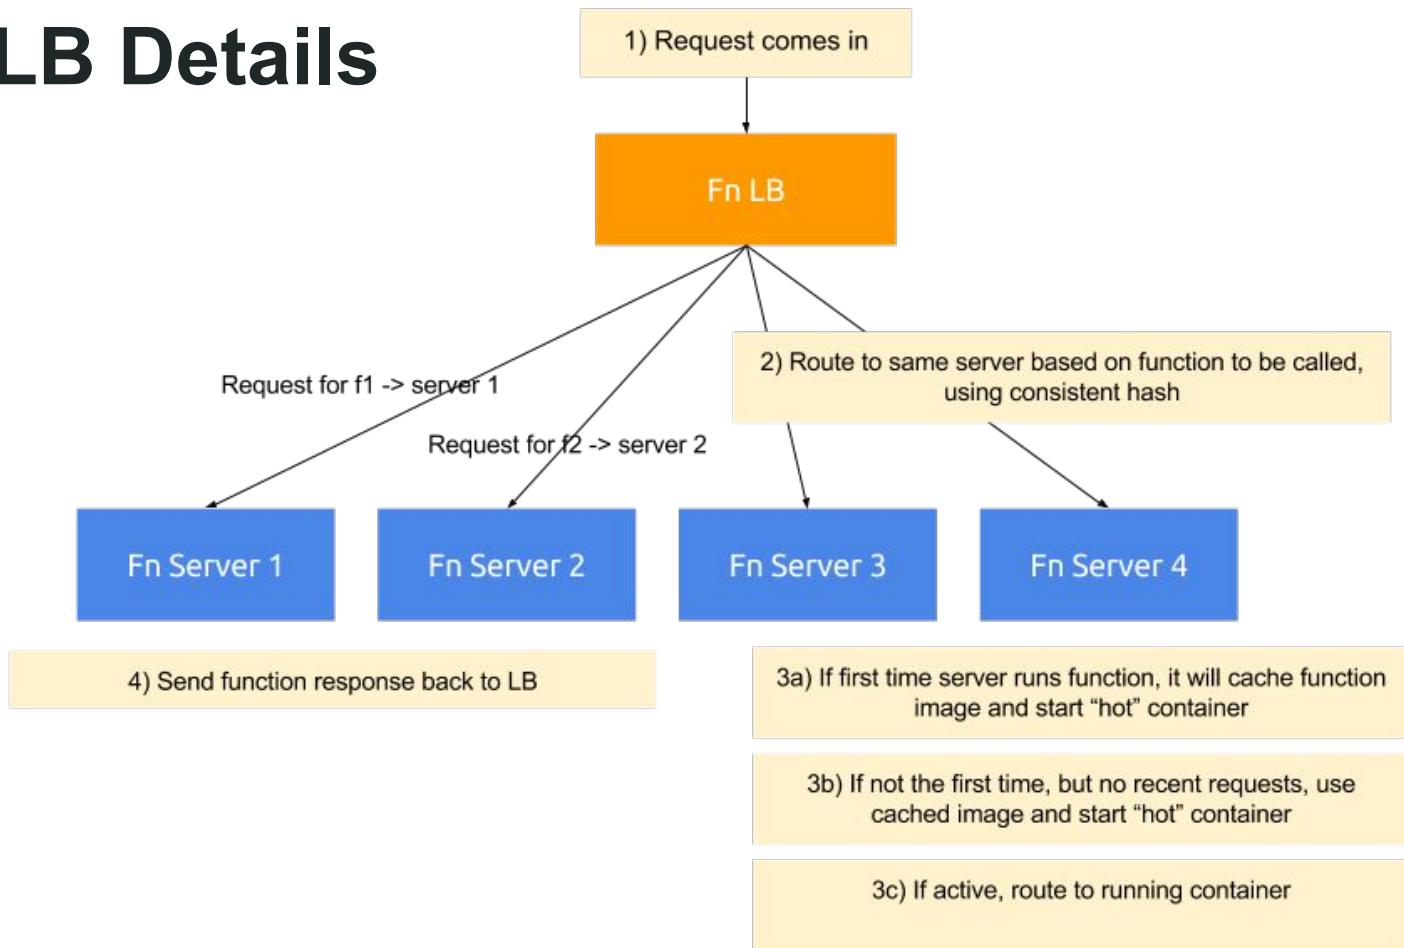 LB Details
1) Request comes in
Fn LB
2) Route to same server based on function to be called,
using consistent hash
Request for f1 -> server 1
Request for f2 -> server 2
Fn Server 1
Fn Server 2
Fn Server 3
Fn Server 4
4) Send function response back to LB
3a) If first time server runs function, it will cache function
image and start “hot” container
3b) If not the first time, but no recent requests, use
cached image and start “hot” container
3c) If active, route to running container